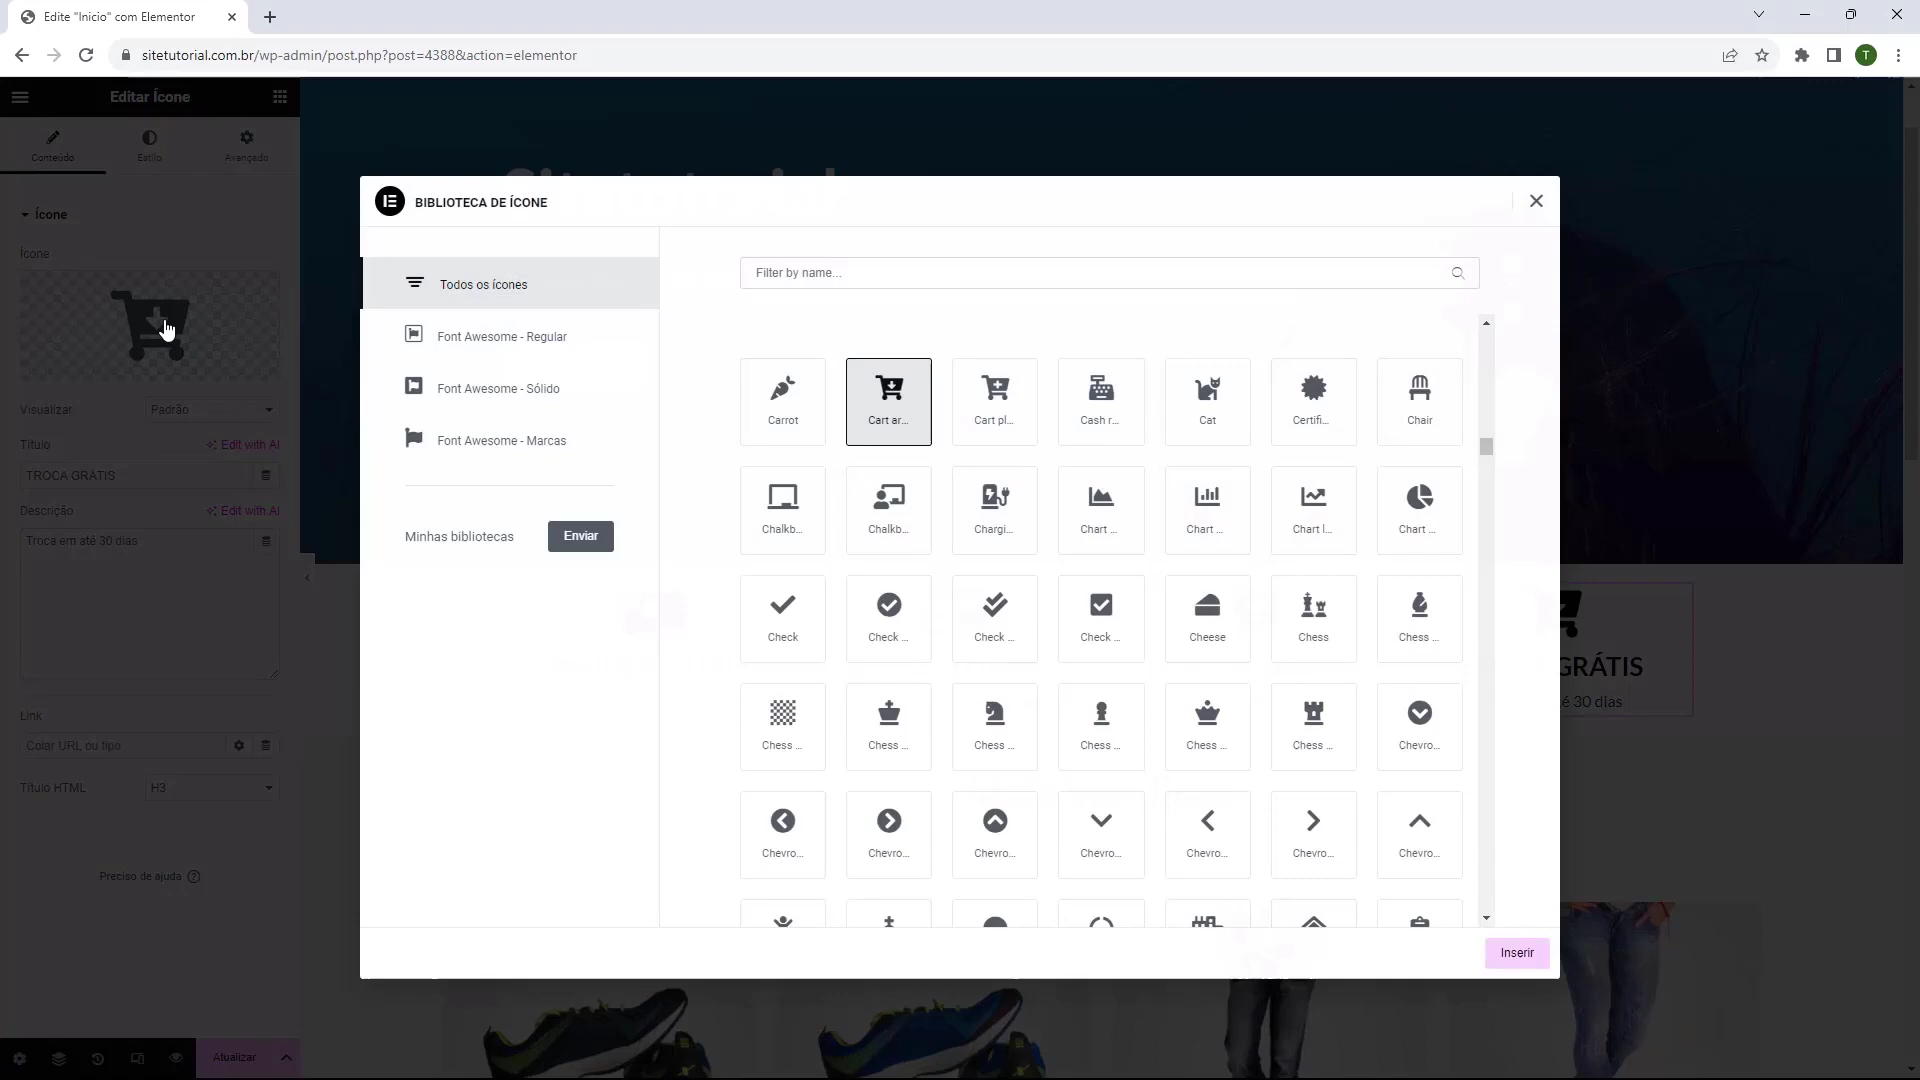 Edite "Inicio" com Elementor
sitetutorial.com.br/wp-admin/post.php?post=4388&action=elementor
T
Editar Ícone
Conteúdo
Estilo
Avançado
Ícone
Ícone
Visualizar
Padrão
Título
Edit with AI
TROCA GRÁTIS
Descrição
Edit with AI
Troca em até 30 dias
Link
Colar URL ou tipo
Título HTML
H3
Preciso de ajuda
Atualizar
BIBLIOTECA DE ÍCONE
Todos os ícones
Font Awesome - Regular
Font Awesome - Sólido
Font Awesome - Marcas
Minhas bibliotecas
Enviar
Filter by name...
Carrot
Cart ar...
Cart pl...
Cash r...
Cat
Certifi...
Chair
Chalkb...
Chalkb...
Chargi...
Chart ...
Chart ...
Chart l...
Chart ...
Check
Check ...
Check ...
Check ...
Cheese
Chess
Chess ...
Chess ...
Chess ...
Chess ...
Chess ...
Chess ...
Chess ...
Chevro...
Chevro...
Chevro...
Chevro...
Chevro...
Chevro...
Chevro...
Chevro...
Inserir
GRÁTIS
é 30 dias